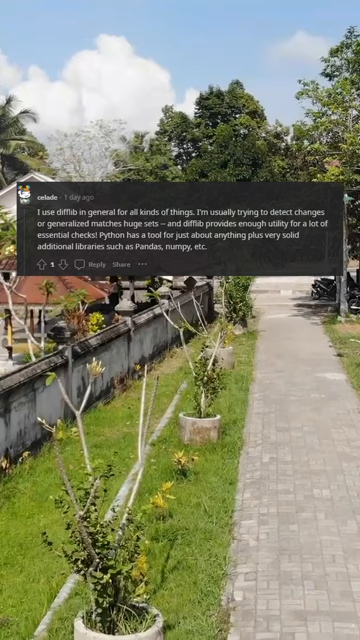 celade · 1 day ago
I use difflib in general for all kinds of things. I'm usually trying to detect changes
or generalized matches huge sets -- and difflib provides enough utility for a lot of
essential checks! Python has a tool for just about anything plus very solid
additional libraries such as Pandas, numpy, etc.
1 Reply Share ···